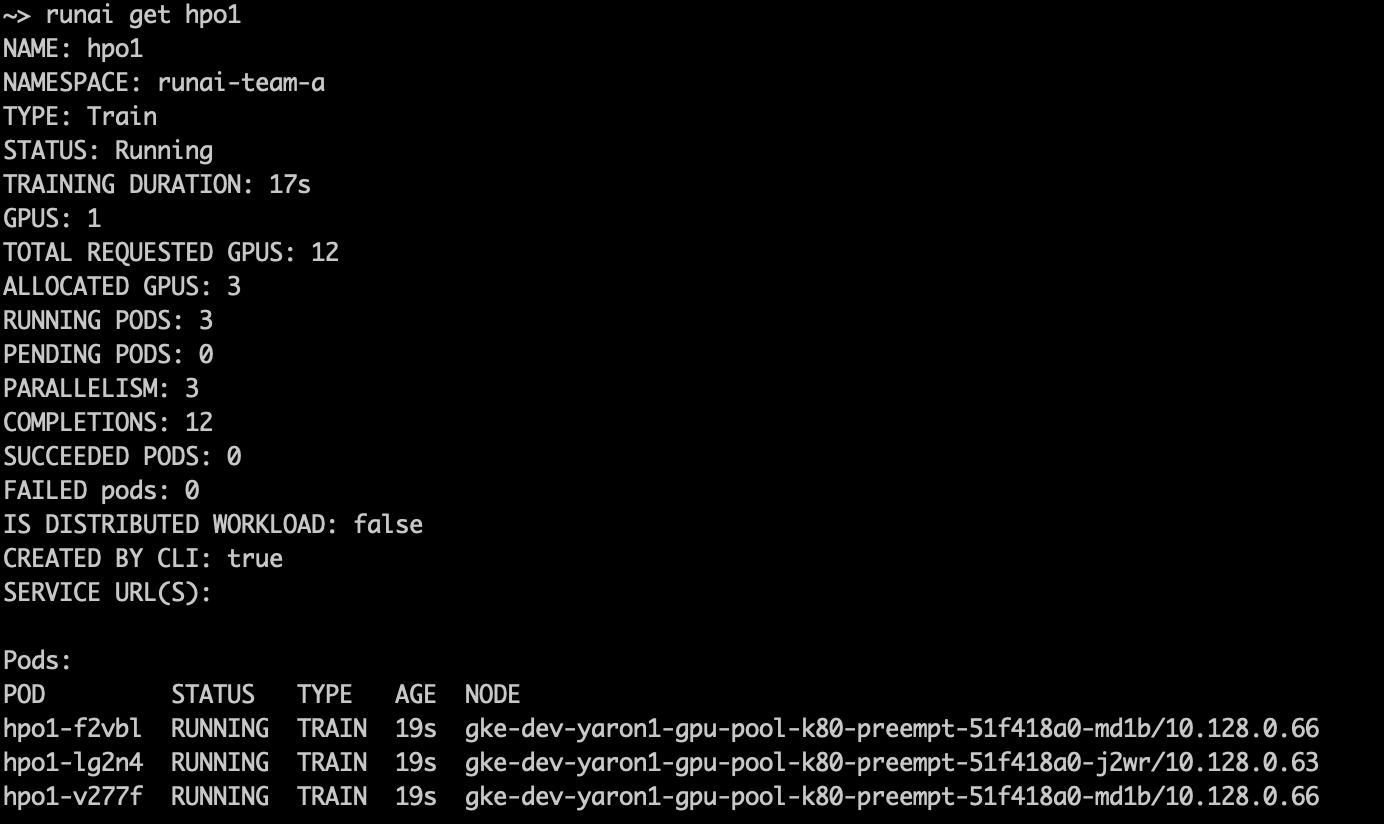 ~> runai get hpo1
NAME: hpo1
NAMESPACE: runai-team-a
TYPE: Train
STATUS: Running
TRAINING DURATION: 17s
GPUS: 1
TOTAL REQUESTED GPUS: 12
ALLOCATED GPUS: 3
RUNNING PODS: 3
PENDING PODS: 0
PARALLELISM: 3
COMPLETIONS: 12
SUCCEEDED PODS: 0
FAILED pods: 0
IS DISTRIBUTED WORKLOAD: false
CREATED BY CLI: true
SERVICE URL(S):

Pods:
POD         STATUS   TYPE   AGE  NODE
hpo1-f2vbl  RUNNING  TRAIN  19s  gke-dev-yaron1-gpu-pool-k80-preempt-51f418a0-md1b/10.128.0.66
hpo1-lg2n4  RUNNING  TRAIN  19s  gke-dev-yaron1-gpu-pool-k80-preempt-51f418a0-j2wr/10.128.0.63
hpo1-v277f  RUNNING  TRAIN  19s  gke-dev-yaron1-gpu-pool-k80-preempt-51f418a0-md1b/10.128.0.66